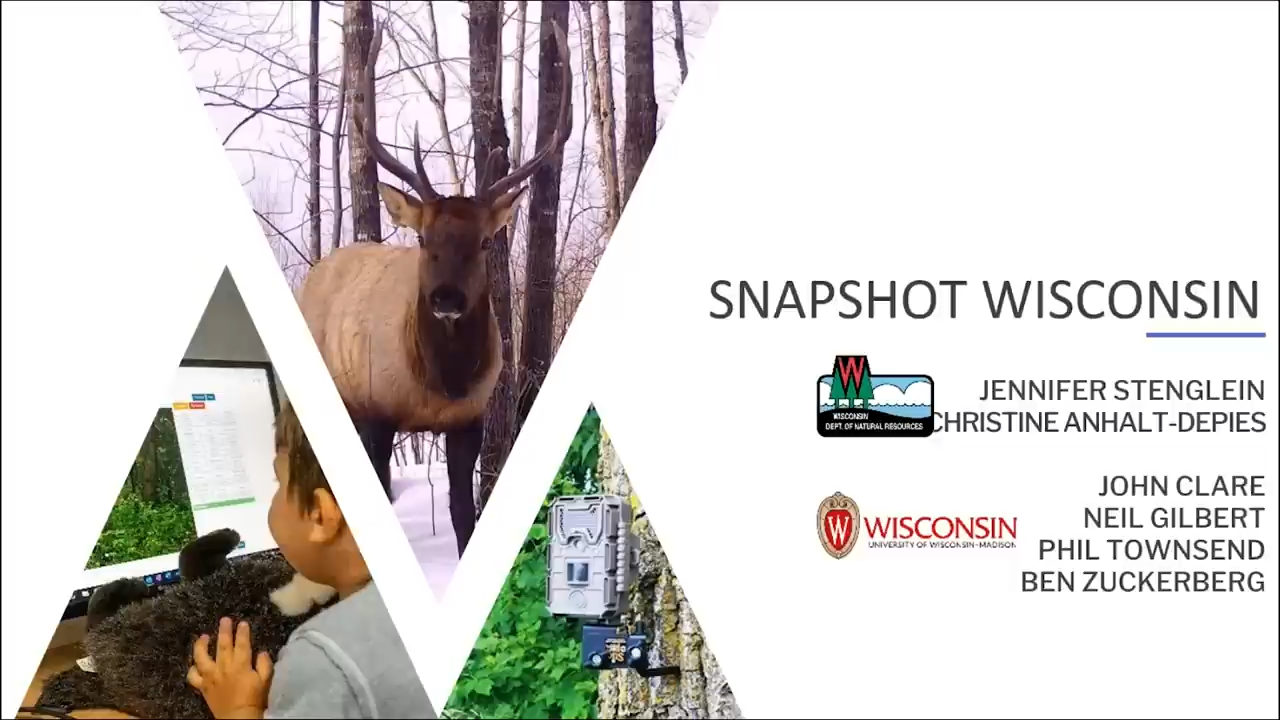 SNAPSHOT WISCONSIN
JENNIFER STENGLEIN
CHRISTINE ANHALT-DEPIES
W
WISCONSIN
DEPT. OF NATURAL RESOURCES
JOHN CLARE
NEIL GILBERT
PHIL TOWNSEND
BEN ZUCKERBERG
W
WISCONSIN
UNIVERSITY OF WISCONSIN-MADISON